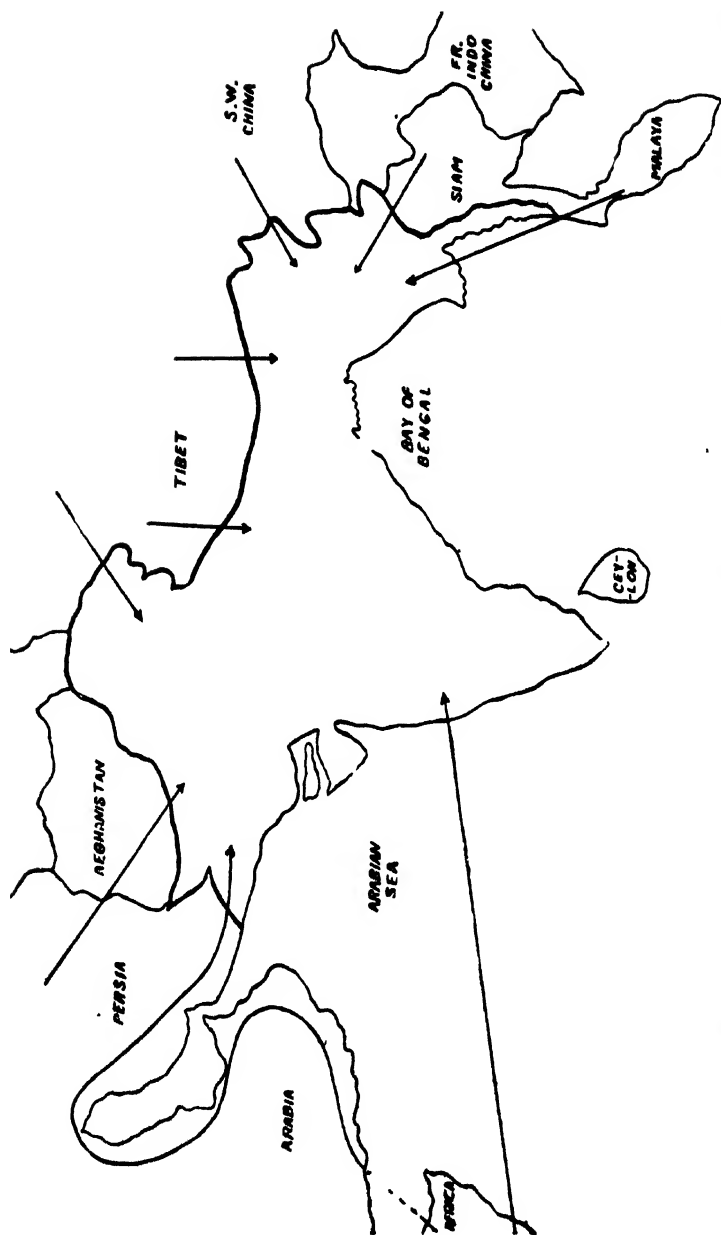 S.W.
CHINA
FR.
INDO
CHINA
SIAM
MALAYA
TIBET
BAY OF
BENGAL
CEY-
-LON
AFGHANISTAN
ARABIAN
SEA
PERSIA
ARABIA
AFRICA